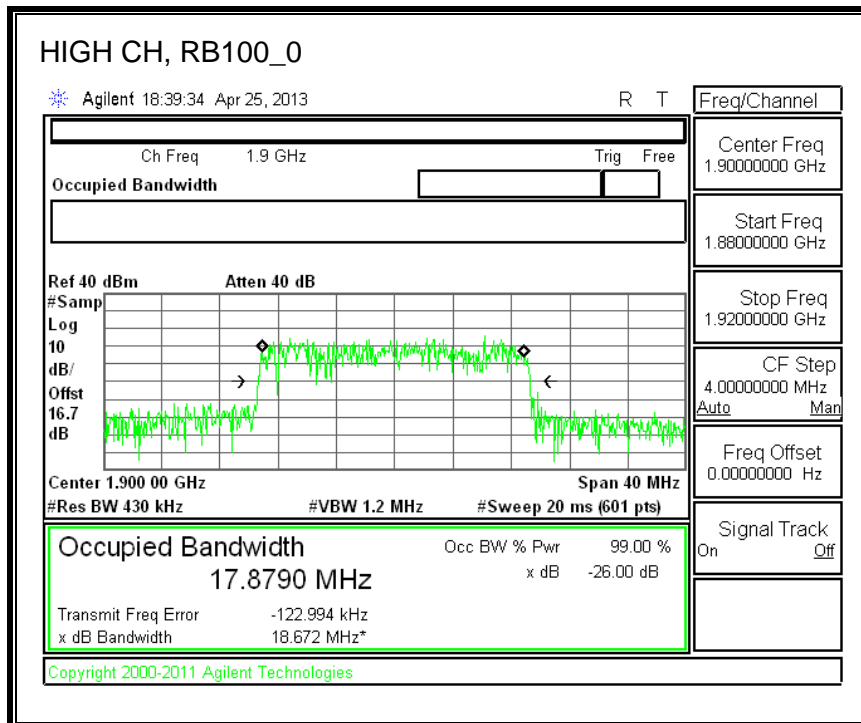 HIGH CH, RB100_0
Agilent 18:39:34 Apr 25, 2013 R T
Freq/Channel
Ch Freq 1.9 GHz Trig Free
Occupied Bandwidth
Center Freq
1.90000000 GHz
Start Freq
1.88000000 GHz
Stop Freq
1.92000000 GHz
CF Step
4.00000000 MHz
Auto Man
Freq Offset
0.00000000 Hz
Signal Track
On Off
Ref 40 dBm Atten 40 dB
#Samp
Log
10
dB/
Offst
16.7
dB
Center 1.900 00 GHz Span 40 MHz
#Res BW 430 kHz #VBW 1.2 MHz #Sweep 20 ms (601 pts)
Occupied Bandwidth Occ BW % Pwr 99.00 %
17.8790 MHz x dB -26.00 dB
Transmit Freq Error -122.994 kHz
x dB Bandwidth 18.672 MHz*
Copyright 2000-2011 Agilent Technologies